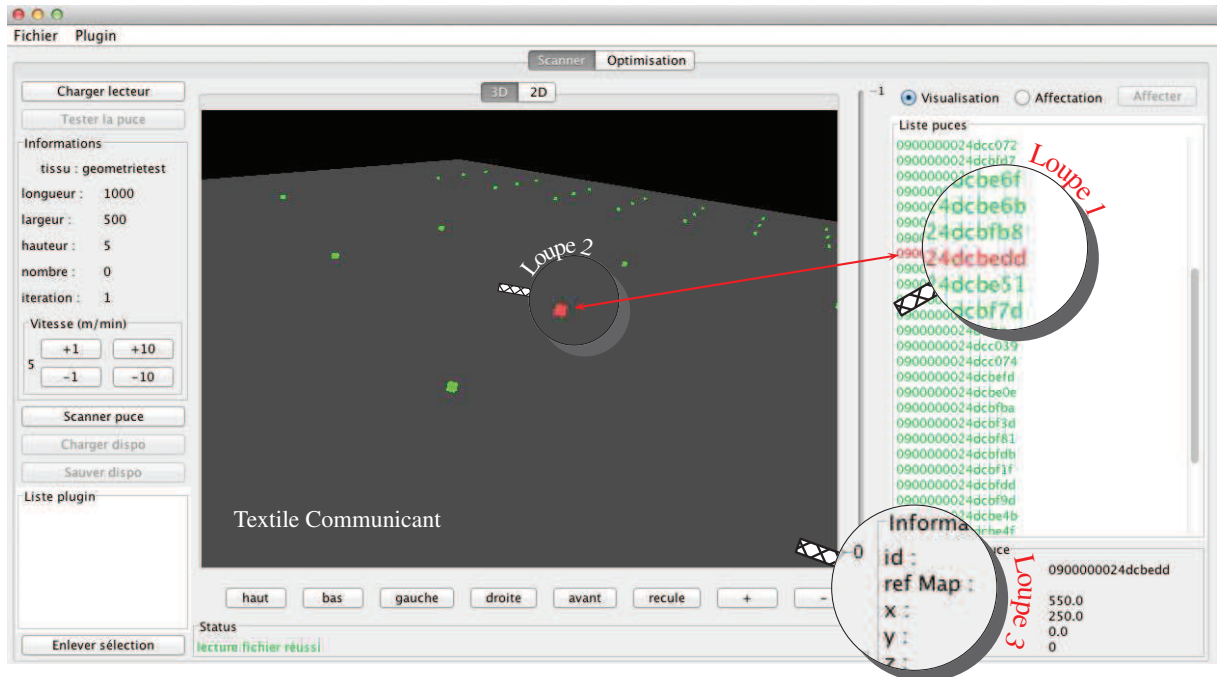 Fichier Plugin
Scanner Optimisation
Charger lecteur
Tester la puce
Informations
tissu : geometrietest
longueur : 1000
largeur : 500
hauteur : 5
nombre : 0
iteration : 1
Vitesse (m/min)
+1 +10
5
-1 -10
Scanner puce
Charger dispo
Sauver dispo
Liste plugin
Enlever sélection
3D 2D
Loupe 2
Textile Communicant
haut bas gauche droite avant recule + -
Status
lecture fichier réussi
-1
-0
Visualisation Affectation Affecter
Liste puces
0900000024dcc072
0900000024dcbfd7
dcbe6f
4dcbe6b
24dcbfb8
24dcbedd
4dcbe51
dcbf7d
Loupe 1
0900000024dcc039
0900000024dcc074
0900000024dcbefd
0900000024dcbe0e
0900000024dcbfba
0900000024dcbf3d
0900000024dcbf81
0900000024dcbfdb
0900000024dcbf1f
0900000024dcbfdd
0900000024dcbf9d
24dcbe4b
dcbe4f
Informa
uce
id :
ref Map :
x :
y :
z :
Loupe 3
0900000024dcbedd
550.0
250.0
0.0
0